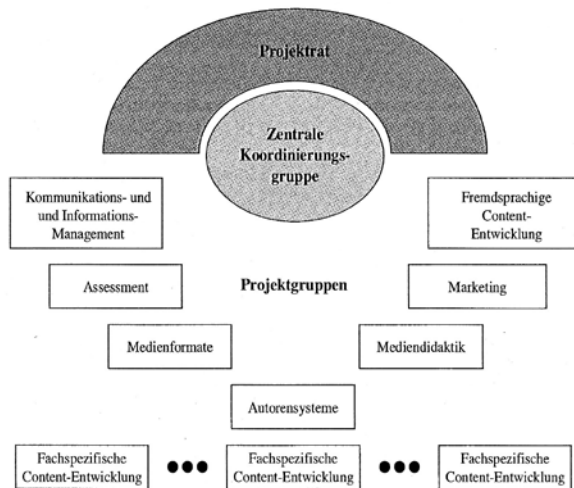 Projektrat
Zentrale
Koordinierungs-
gruppe
Kommunikations- und
und Informations-
Management
Fremdsprachige
Content-
Entwicklung
Assessment
Projektgruppen
Marketing
Medienformate
Mediendidaktik
Autorensysteme
Fachspezifische
Content-Entwicklung
Fachspezifische
Content-Entwicklung
Fachspezifische
Content-Entwicklung